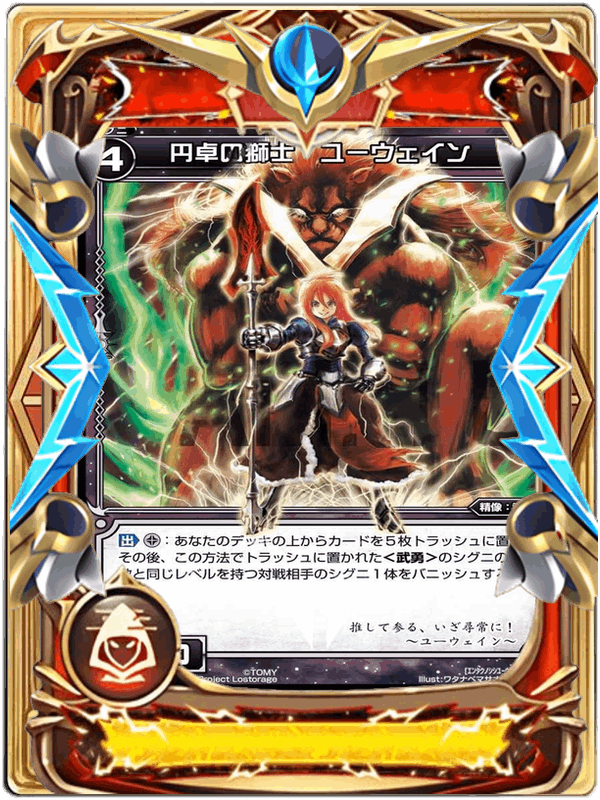 4
円卓の獅士 ユーウェイン
精像:
出 : あなたのデッキの上からカードを5枚トラッシュに置
その後、この方法でトラッシュに置かれた<武勇>のシグニの
と同じレベルを持つ対戦相手のシグニ1体をバニッシュする
推して参る、いざ尋常に!
~ユーウェイン~
0
©TOMY
Project Lostorage
Illust:ワタナベマサオ